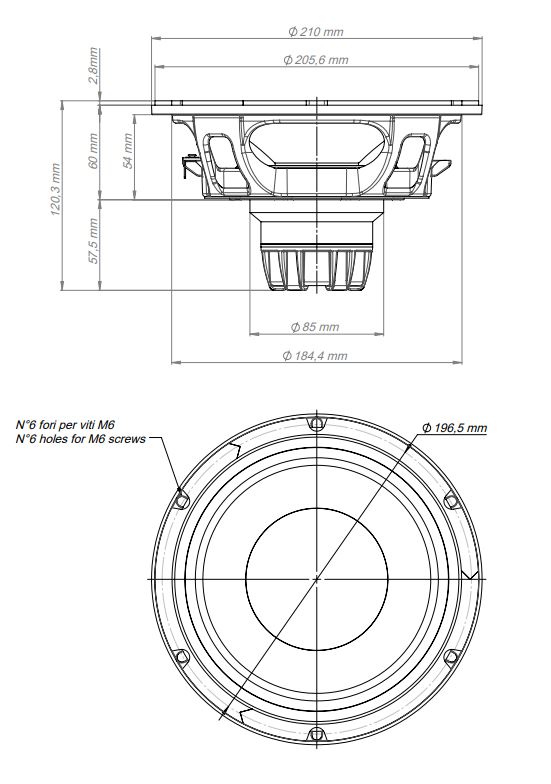 Ø 210 mm
Ø 205,6 mm
2,8mm
60 mm
54 mm
120,3 mm
57,5 mm
Ø 85 mm
Ø 184,4 mm
N°6 fori per viti M6
N°6 holes for M6 screws
Ø 196,5 mm